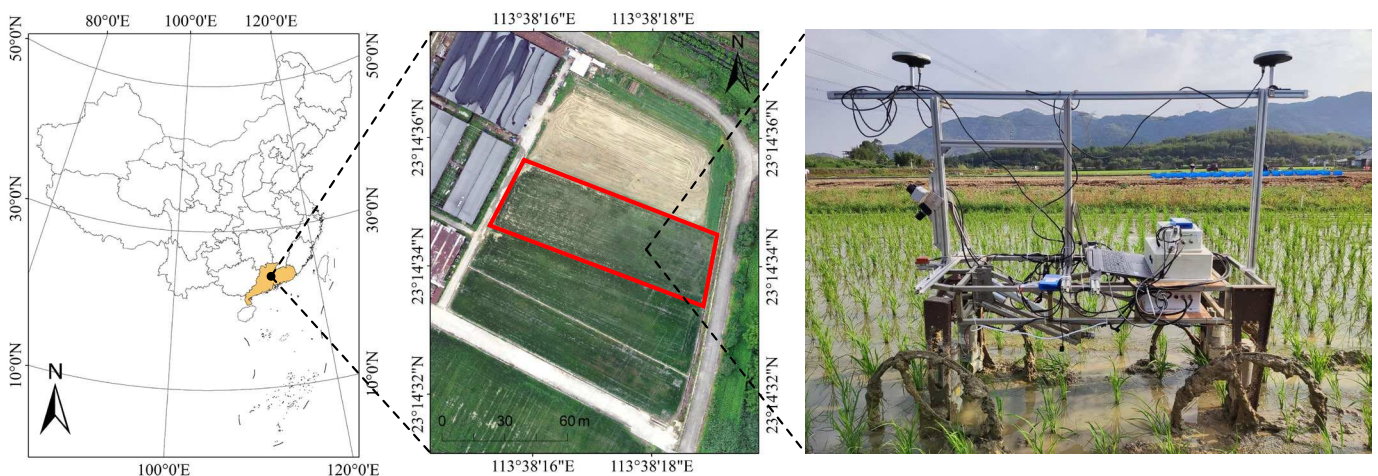 80°0'E 100°0'E 120°0'E
50°0'N
50°0'N
30°0'N
30°0'N
10°0'N
10°0'N
N
100°0'E 120°0'E
113°38'16"E 113°38'18"E
N
23°14'36"N
23°14'36"N
23°14'34"N
23°14'34"N
23°14'32"N
23°14'32"N
0 30 60 m
113°38'16"E 113°38'18"E